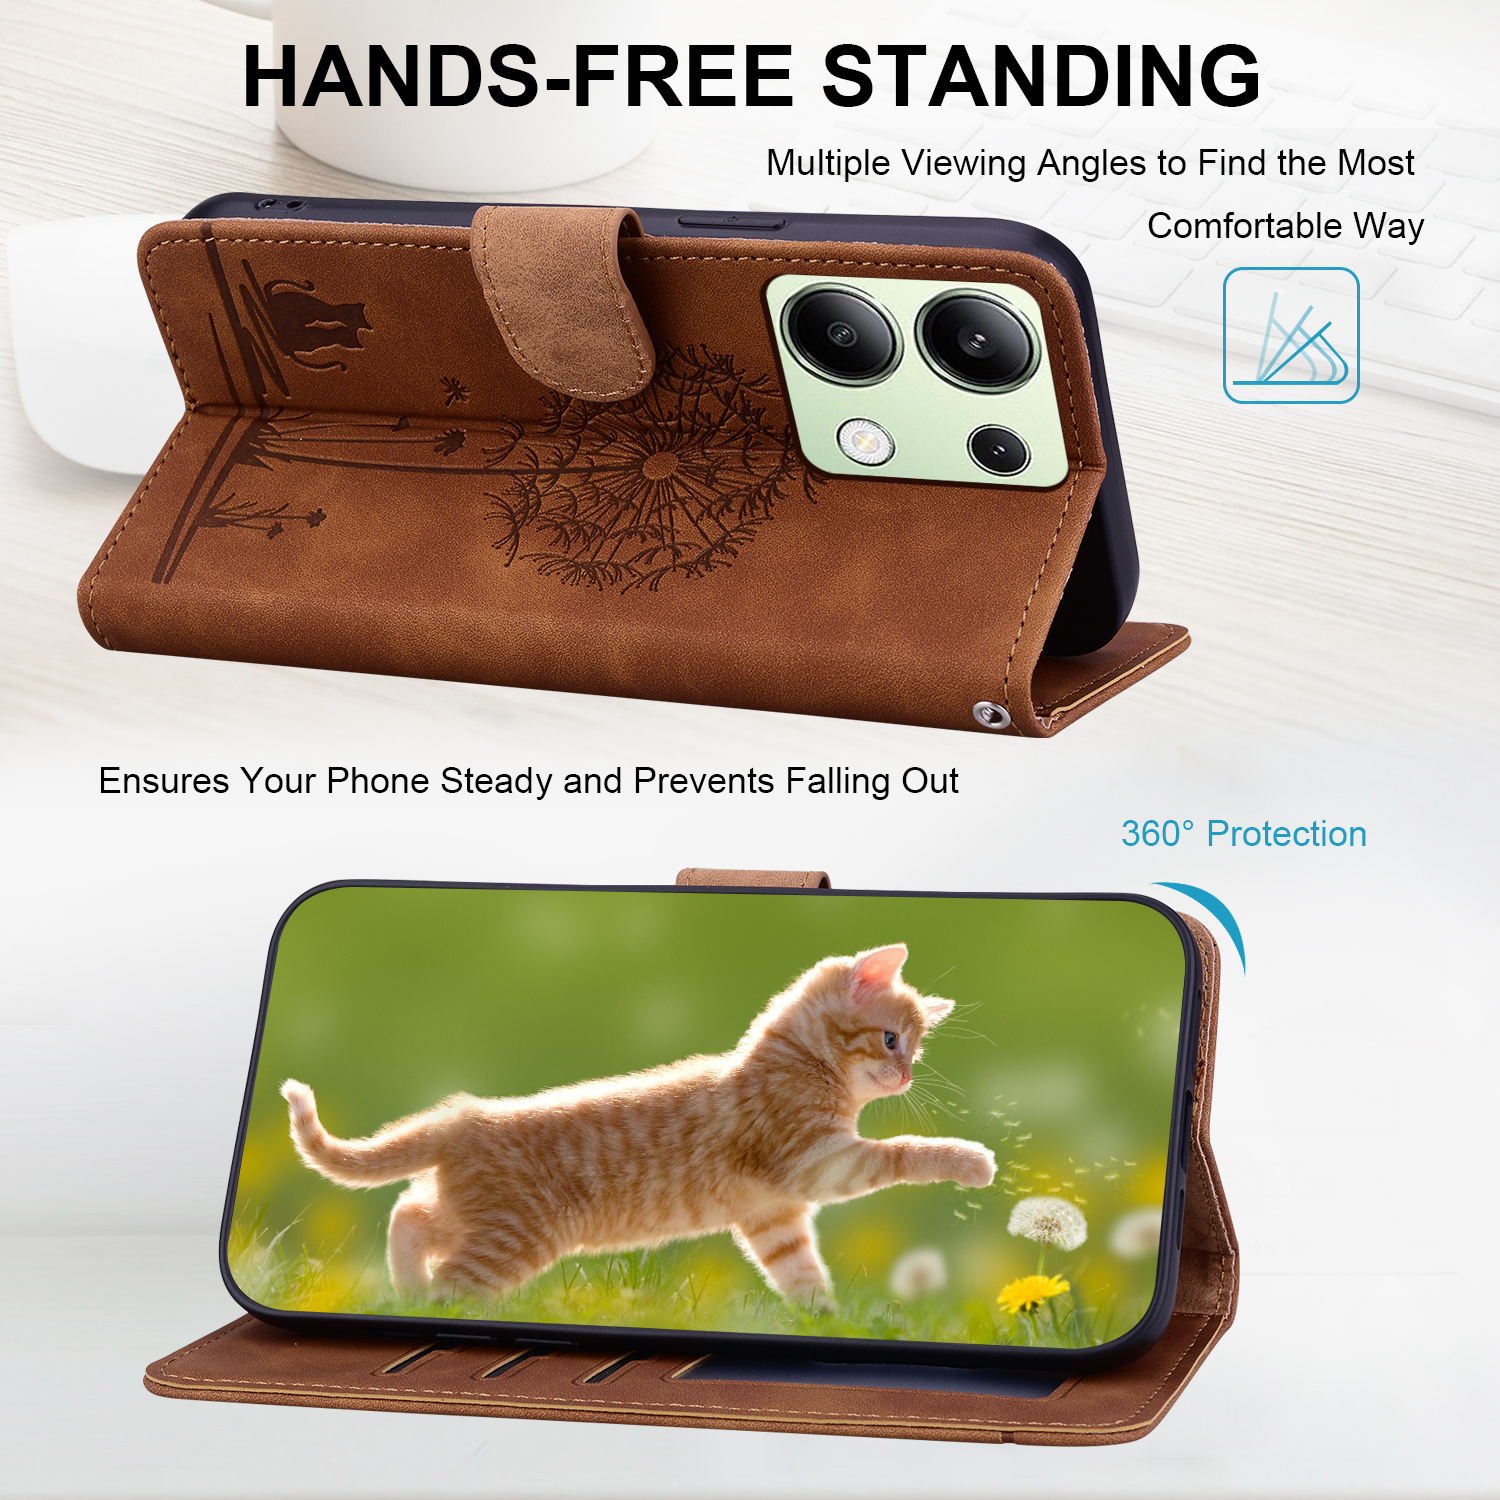 HANDS-FREE STANDING
Multiple Viewing Angles to Find the Most
Comfortable Way
Ensures Your Phone Steady and Prevents Falling Out
360° Protection